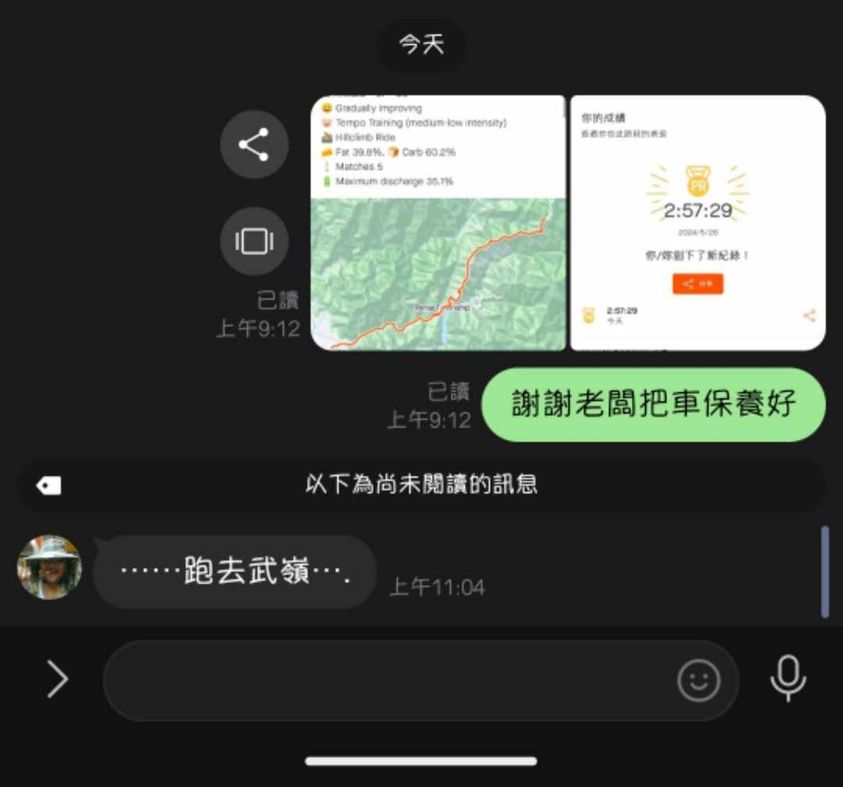 今天
Gradually Improving
Tempo Training (medium-low intensity)
Hillclimb Ride
Fat 39.8%, Carb 60.2%
Matches 5
Maximum discharge 35.1%
你的成績
PR
2:57:29
2024/5/26
你/妳創下了新紀錄！
分享
2:57:29
今天
已讀
上午9:12
已讀
上午9:12
謝謝老闆把車保養好
以下為尚未閱讀的訊息
⋯⋯跑去武嶺⋯.
上午11:04